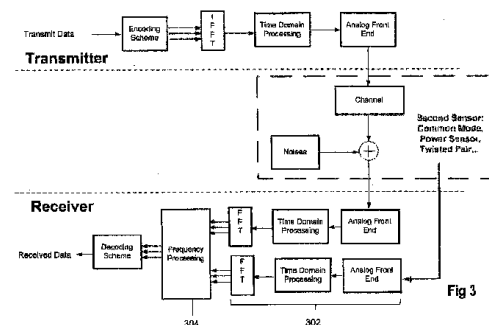 Transmit Data
Encoding
Scheme
I
F
F
T
Time Domain
Processing
Analog Front
End
Transmitter
Channel
Noises
Second Sensor:
Common Mode,
Power Sensor,
Twisted Pair...
Receiver
Received Data
Decoding
Scheme
Frequency
Processing
F
F
T
Time Domain
Processing
Analog Front
End
F
F
T
Time Domain
Processing
Analog Front
End
Fig 3
304
302